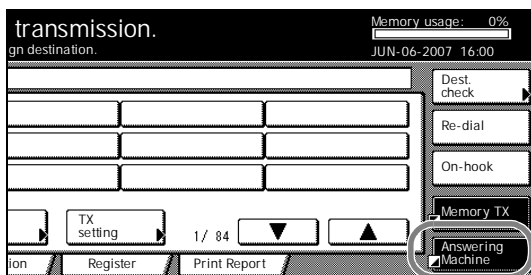 transmission.
Memory usage: 0%
gn destination.
JUN-06-2007 16:00
Dest.
check
Re-dial
On-hook
Memory TX
TX
setting
1/ 84
Answering
Machine
ion
Register
Print Report